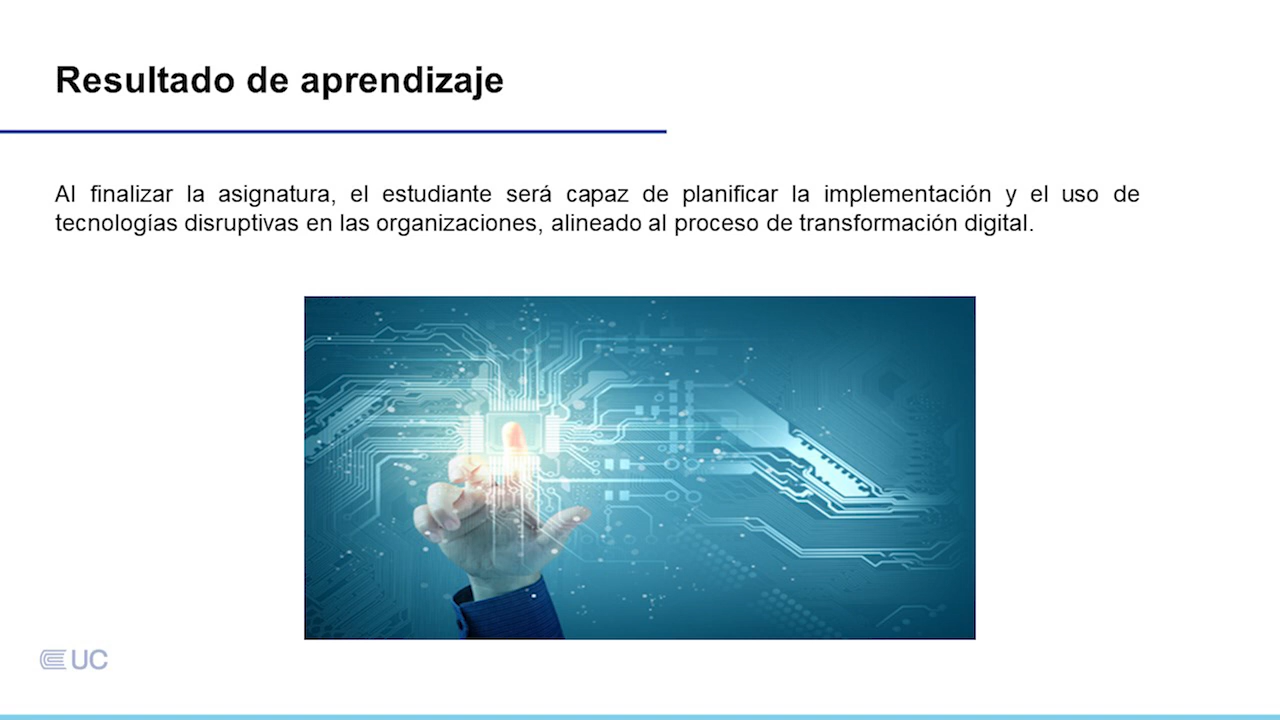 Resultado de aprendizaje
Al finalizar la asignatura, el estudiante será capaz de planificar la implementación y el uso de
tecnologías disruptivas en las organizaciones, alineado al proceso de transformación digital.
UC